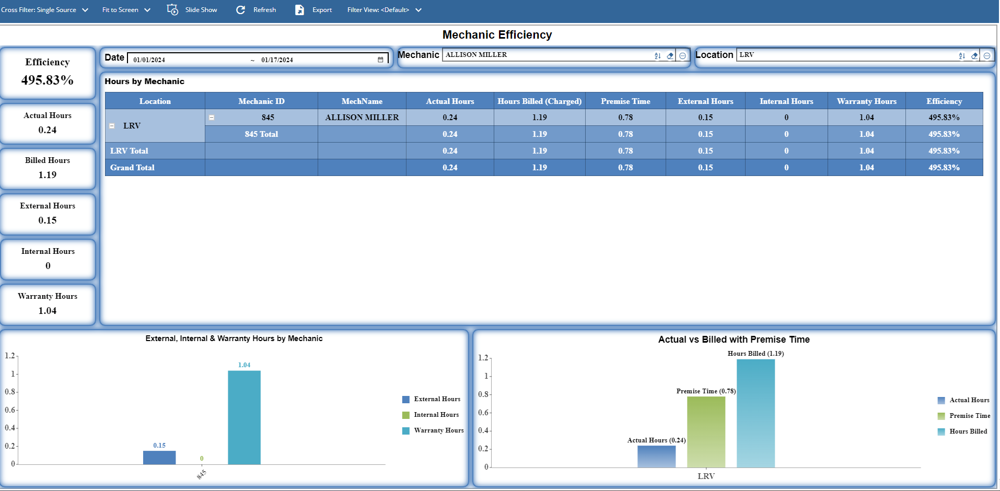 Cross Filter: Single Source Fit to Screen Slide Show Refresh Export Filter View: <Default>
Mechanic Efficiency
Efficiency
495.83%
Actual Hours
0.24
Billed Hours
1.19
External Hours
0.15
Internal Hours
0
Warranty Hours
1.04
Date 01/01/2024 ~ 01/17/2024
Mechanic ALLISON MILLER
Location LRV
Hours by Mechanic
Location Mechanic ID MechName Actual Hours Hours Billed (Charged) Premise Time External Hours Internal Hours Warranty Hours Efficiency
LRV 845 ALLISON MILLER 0.24 1.19 0.78 0.15 0 1.04 495.83%
845 Total 0.24 1.19 0.78 0.15 0 1.04 495.83%
LRV Total 0.24 1.19 0.78 0.15 0 1.04 495.83%
Grand Total 0.24 1.19 0.78 0.15 0 1.04 495.83%
External, Internal & Warranty Hours by Mechanic
1.2
1
0.8
0.6
0.4
0.2
0
0.15
0
1.04
845
External Hours
Internal Hours
Warranty Hours
Actual vs Billed with Premise Time
1.2
1
0.8
0.6
0.4
0.2
0
Actual Hours (0.24)
Premise Time (0.78)
Hours Billed (1.19)
LRV
Actual Hours
Premise Time
Hours Billed